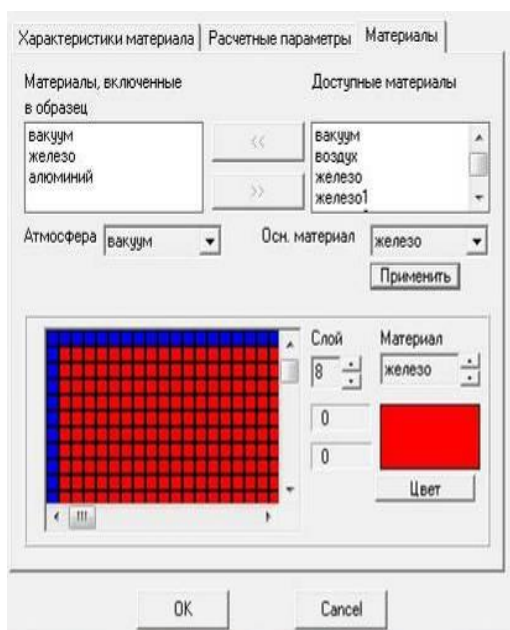 Характеристики материала Расчетные параметры Материалы
Материалы, включенные
в образец
Доступные материалы
вакуум
железо
алюминий
<<
>>
вакуум
воздух
железо
железо1
Атмосфера вакуум Осн. материал железо
Применить
Слой Материал
8 железо
0
0
Цвет
OK Cancel